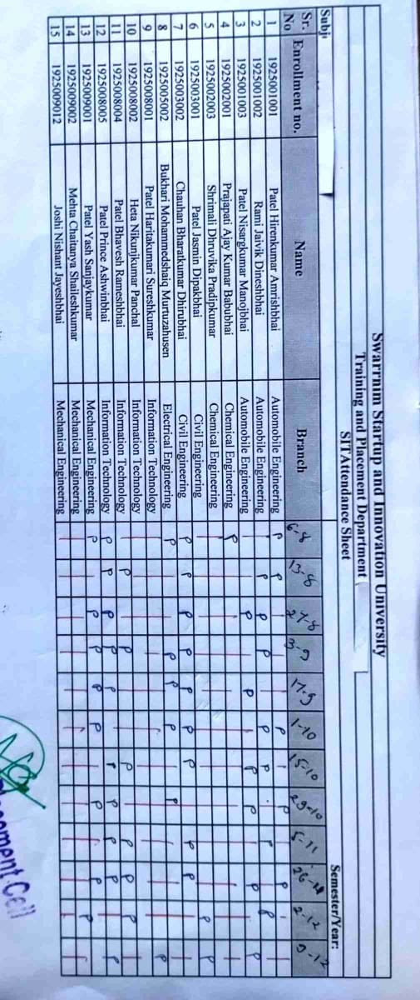 Swarnim Startup and Innovation University
Training and Placement Department
SIT Attendance Sheet
Semester/Year:
Subj
Sr. No Enrollment no. Name Branch 6-8 13-8 27-8 3-9 17-9 1-10 15-10 29-10 5-11 2-12 9-12
1 1925001001 Patel Hirenkumar Amrishbhai Automobile Engineering P P P P P
2 1925001002 Rami Jaivik Dineshbhai Automobile Engineering P P P P P P P
3 1925001003 Patel Nisargkumar Manojbhai Automobile Engineering P P P P P P
4 1925002001 Prajapati Ajay Kumar Babubhai Chemical Engineering P
5 1925002003 Shrimali Dhruvika Pradipkumar Chemical Engineering P P
6 1925003001 Patel Jasmin Dipakbhai Civil Engineering
7 1925003002 Chauhan Bharatkumar Dhirubhai Civil Engineering P P P P P P P P P
8 1925005002 Bukhari Mohammedshaiq Murtuzahusen Electrical Engineering P P P P P P
9 1925008001 Patel Haritakumari Sureshkumar Information Technology
10 1925008002 Heta Nikunjkumar Panchal Information Technology
11 1925008004 Patel Bhavesh Rameshbhai Information Technology P P P P P P
12 1925008005 Patel Prince Ashwinbhai Information Technology P P P P P P P P P P
13 1925009001 Patel Yash Sanjaykumar Mechanical Engineering P P P P P P P P
14 1925009002 Mehta Chaitanya Shaileshkumar Mechanical Engineering
15 1925009012 Joshi Nishant Jayeshbhai Mechanical Engineering
Cell